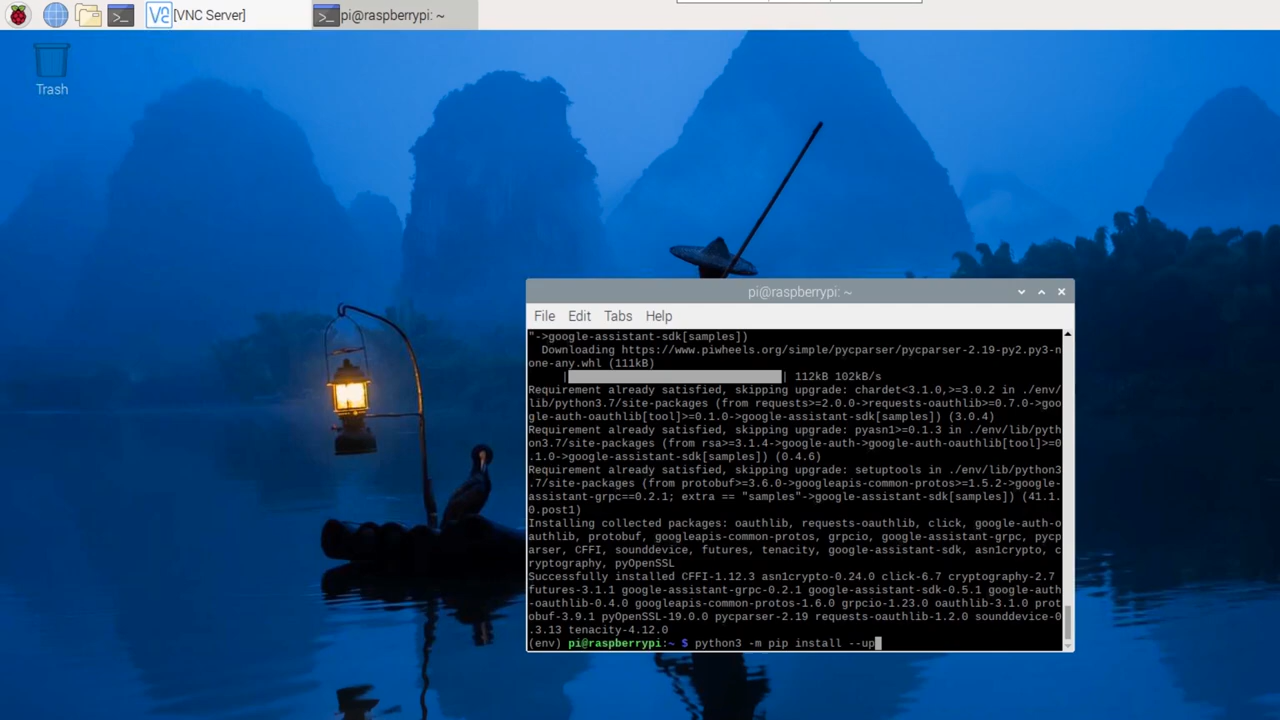 [VNC Server]
pi@raspberrypi: ~
Trash
pi@raspberrypi: ~
File Edit Tabs Help
"->google-assistant-sdk[samples])
  Downloading https://www.piwheels.org/simple/pycparser/pycparser-2.19-py2.py3-n
one-any.whl (111kB)
    |                                | 112kB 102kB/s
Requirement already satisfied, skipping upgrade: chardet<3.1.0,>=3.0.2 in ./env/
lib/python3.7/site-packages (from requests>=2.0.0->requests-oauthlib>=0.7.0->goo
gle-auth-oauthlib[tool]>=0.1.0->google-assistant-sdk[samples]) (3.0.4)
Requirement already satisfied, skipping upgrade: pyasn1>=0.1.3 in ./env/lib/pyth
on3.7/site-packages (from rsa>=3.1.4->google-auth->google-auth-oauthlib[tool]>=0
.1.0->google-assistant-sdk[samples]) (0.4.6)
Requirement already satisfied, skipping upgrade: setuptools in ./env/lib/python3
.7/site-packages (from protobuf>=3.6.0->googleapis-common-protos>=1.5.2->google-
assistant-grpc==0.2.1; extra == "samples"->google-assistant-sdk[samples]) (41.1.
0.post1)
Installing collected packages: oauthlib, requests-oauthlib, click, google-auth-o
authlib, protobuf, googleapis-common-protos, grpcio, google-assistant-grpc, pycp
arser, CFFI, sounddevice, futures, tenacity, google-assistant-sdk, asn1crypto, c
ryptography, pyOpenSSL
Successfully installed CFFI-1.12.3 asn1crypto-0.24.0 click-6.7 cryptography-2.7
futures-3.1.1 google-assistant-grpc-0.2.1 google-assistant-sdk-0.5.1 google-auth
-oauthlib-0.4.0 googleapis-common-protos-1.6.0 grpcio-1.23.0 oauthlib-3.1.0 prot
obuf-3.9.1 pyOpenSSL-19.0.0 pycparser-2.19 requests-oauthlib-1.2.0 sounddevice-0
.3.13 tenacity-4.12.0
(env) pi@raspberrypi:~ $ python3 -m pip install --up